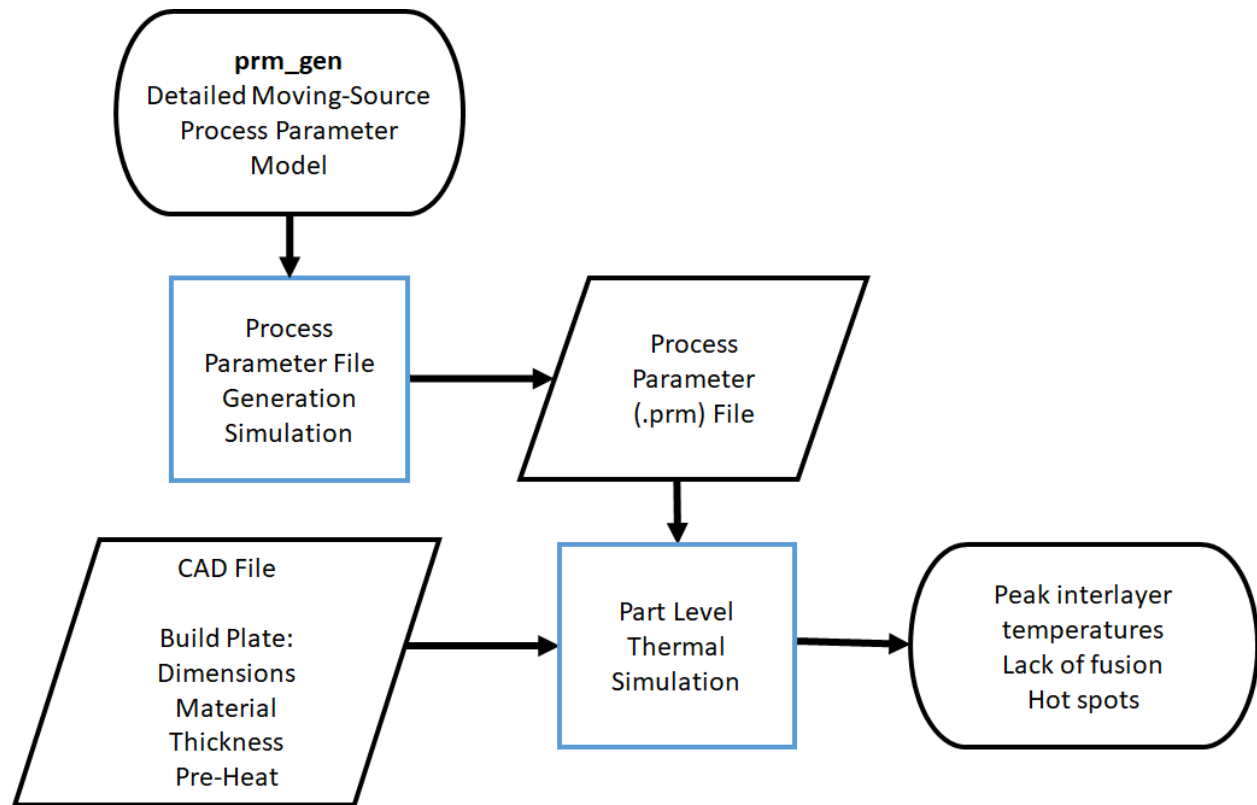 prm_gen
Detailed Moving-Source
Process Parameter
Model
Process
Parameter File
Generation
Simulation
Process
Parameter
(.prm) File
CAD File
Build Plate:
Dimensions
Material
Thickness
Pre-Heat
Part Level
Thermal
Simulation
Peak interlayer
temperatures
Lack of fusion
Hot spots